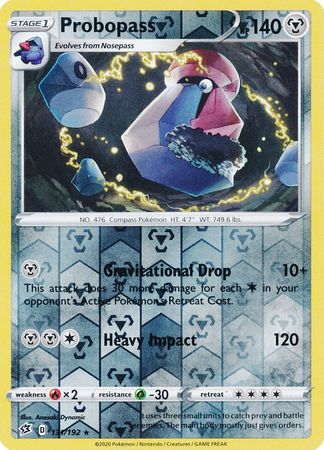 STAGE 1
Probopass
HP 140
Evolves from Nosepass
NO. 476 Compass Pokémon HT: 4'7" WT: 749.6 lbs.
Gravitational Drop 10+
This attack does 30 more damage for each in your
opponent's Active Pokémon's Retreat Cost.
Heavy Impact 120
weakness ×2 resistance -30 retreat
Illus. Anesaki Dynamic
D 134/192 ★
It uses three small units to catch prey and battle
enemies. The main body mostly just gives orders.
©2020 Pokémon / Nintendo / Creatures / GAME FREAK